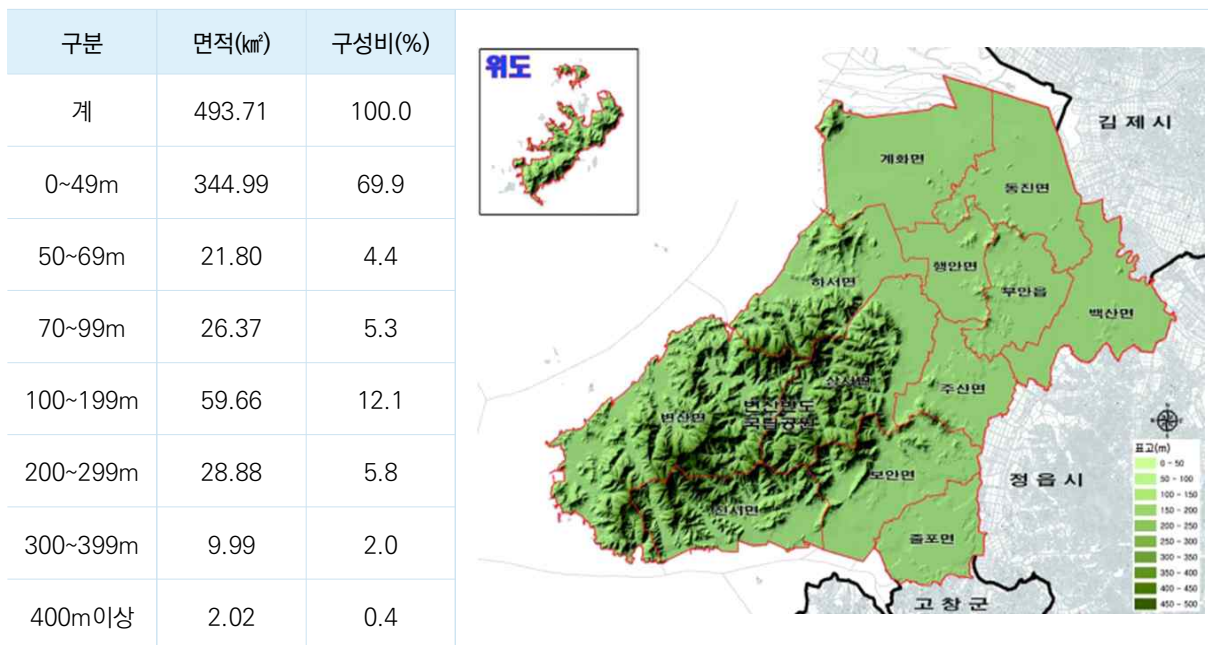 구분 면적(㎢) 구성비(%)
계 493.71 100.0
0~49m 344.99 69.9
50~69m 21.80 4.4
70~99m 26.37 5.3
100~199m 59.66 12.1
200~299m 28.88 5.8
300~399m 9.99 2.0
400m이상 2.02 0.4
위도
김 제 시
계화면
동진면
행안면
하서면
부안읍
백산면
상서면
주산면
변산면
변산반도
국립공원
보안면
진서면
줄포면
정 읍 시
고 창 군
표고(m)
0 - 50
50 - 100
100 - 150
150 - 200
200 - 250
250 - 300
300 - 350
350 - 400
400 - 450
450 - 500